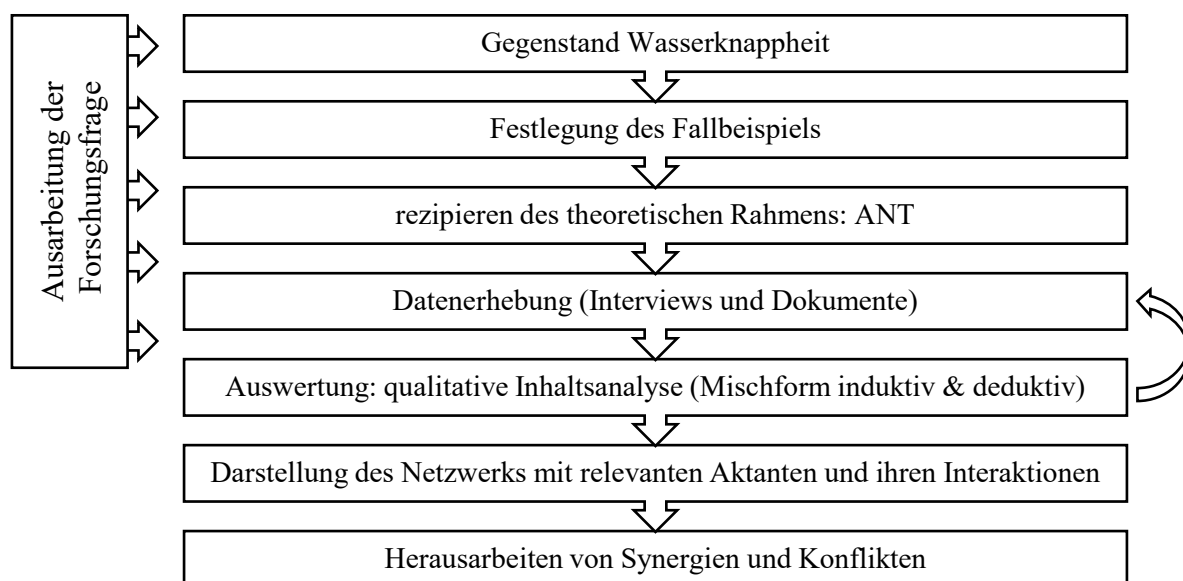 Ausarbeitung der
Forschungsfrage
Gegenstand Wasserknappheit
Festlegung des Fallbeispiels
rezipieren des theoretischen Rahmens: ANT
Datenerhebung (Interviews und Dokumente)
Auswertung: qualitative Inhaltsanalyse (Mischform induktiv & deduktiv)
Darstellung des Netzwerks mit relevanten Aktanten und ihren Interaktionen
Herausarbeiten von Synergien und Konflikten